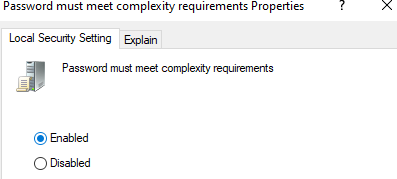 Password must meet complexity requirements Properties ? ×
Local Security Setting Explain
Password must meet complexity requirements
Enabled
Disabled